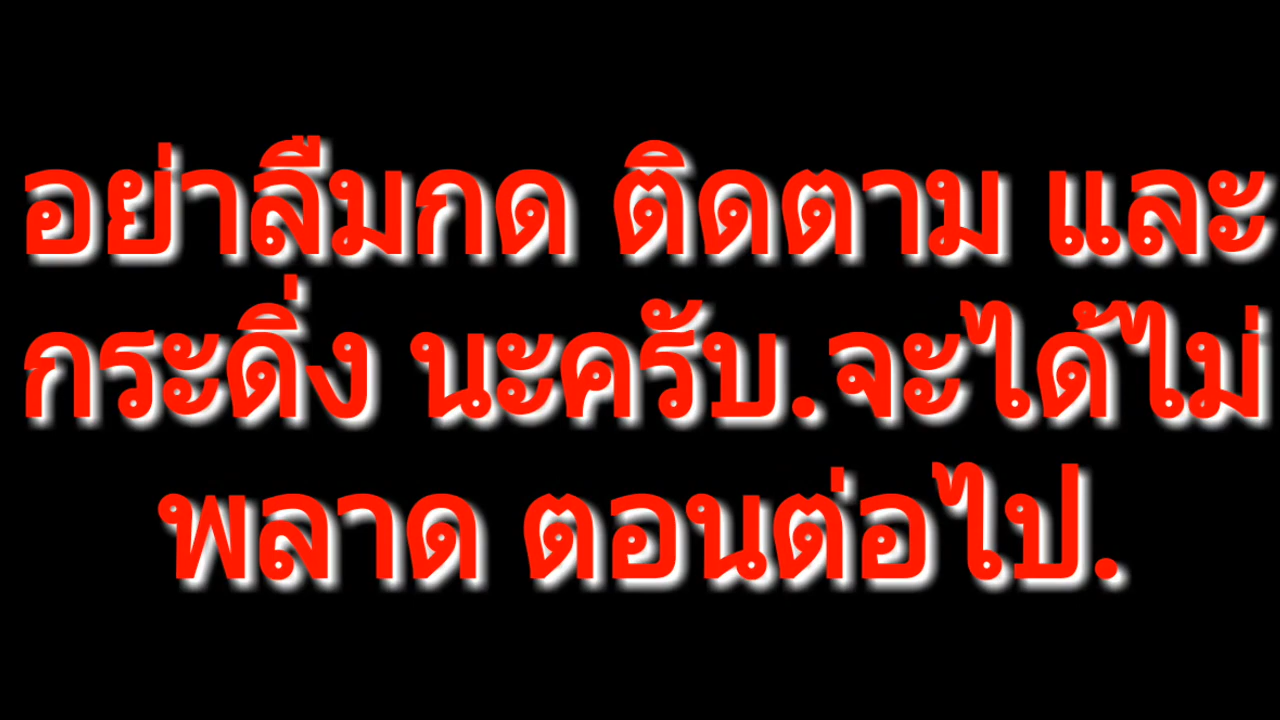 อย่าลืมกด ติดตาม และ
กระดิ่ง นะครับ.จะได้ไม่
พลาด ตอนต่อไป.